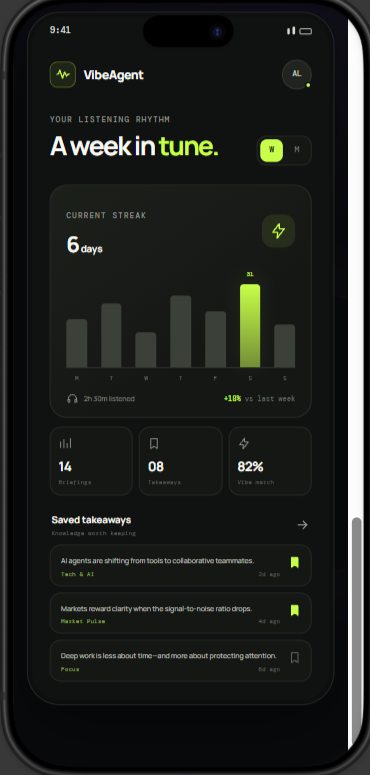 9:41
VibeAgent
AL
YOUR LISTENING RHYTHM
A week in tune.
W M
CURRENT STREAK
6 days
31
M T W T F S S
2h 30m listened +18% vs last week
14 08 82%
Briefings Takeaways Vibe match
Saved takeaways
Knowledge worth keeping
AI agents are shifting from tools to collaborative teammates.
Tech & AI 2d ago
Markets reward clarity when the signal-to-noise ratio drops.
Market Pulse 4d ago
Deep work is less about time—and more about protecting attention.
Focus